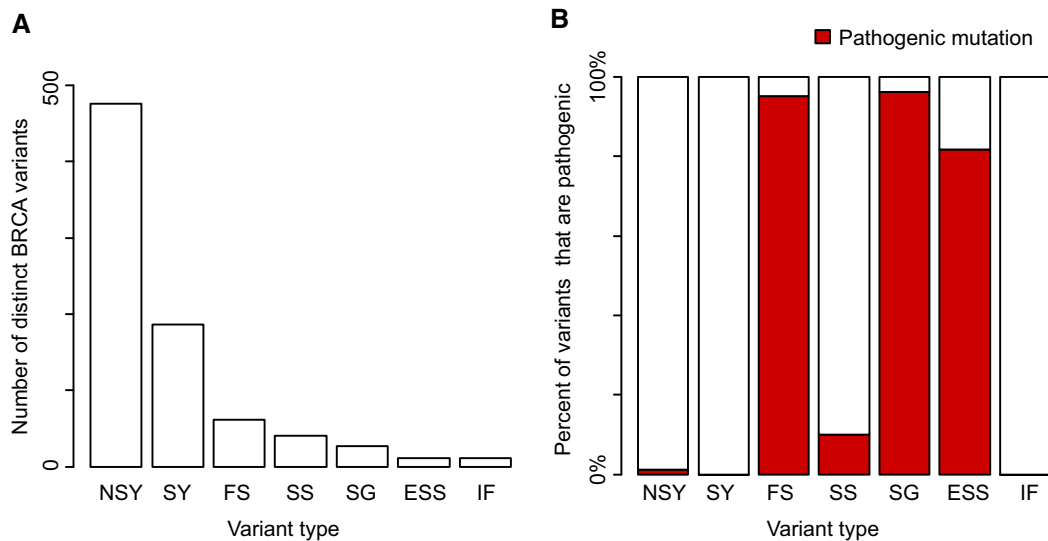 A
500
0
Number of distinct BRCA variants
NSY SY FS SS SG ESS IF
Variant type
B
Pathogenic mutation
100%
0%
Percent of variants that are pathogenic
NSY SY FS SS SG ESS IF
Variant type